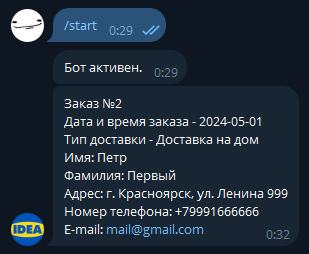 /start
0:29
Бот активен.
0:29
Заказ №2
Дата и время заказа - 2024-05-01
Тип доставки - Доставка на дом
Имя: Петр
Фамилия: Первый
Адрес: г. Красноярск, ул. Ленина 999
Номер телефона: +79991666666
E-mail: mail@gmail.com
0:32
IDEA